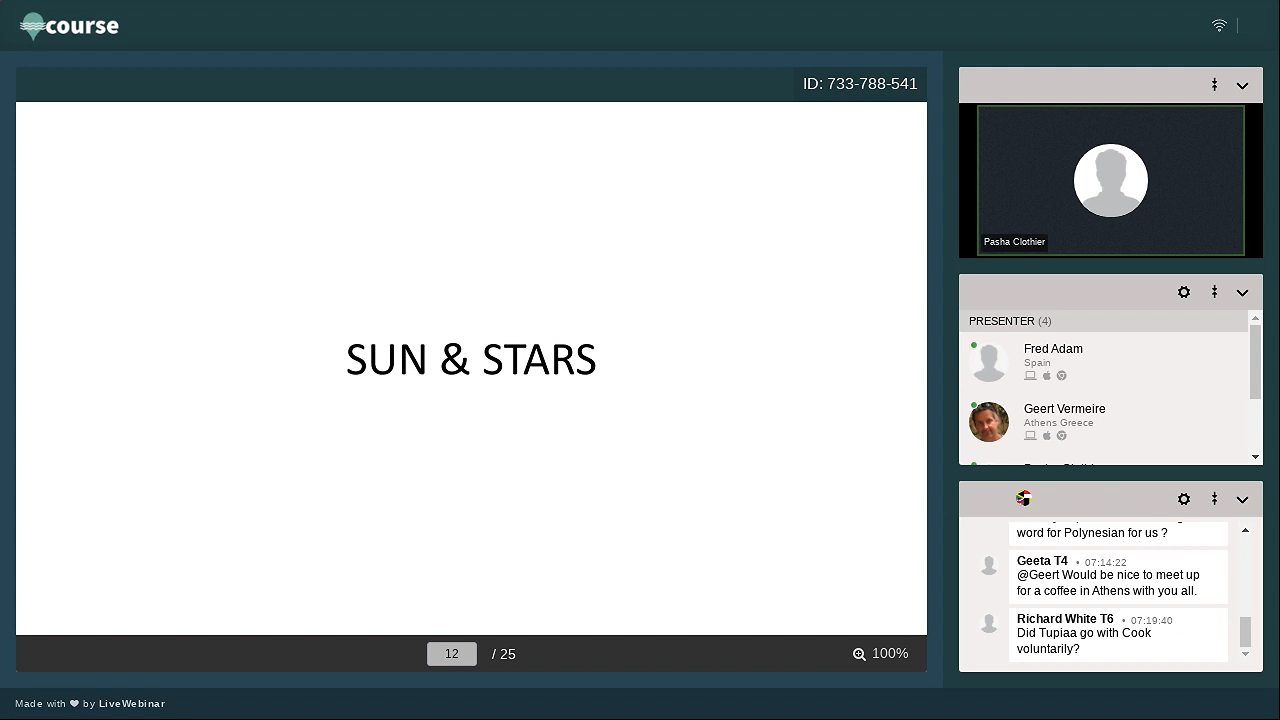 course
ID: 733-788-541
SUN & STARS
12 / 25
100%
Made with by LiveWebinar
Pasha Clothier
PRESENTER (4)
Fred Adam
Spain
Geert Vermeire
Athens Greece
word for Polynesian for us ?
Geeta T4 • 07:14:22
@Geert Would be nice to meet up
for a coffee in Athens with you all.
Richard White T6 • 07:19:40
Did Tupiaa go with Cook
voluntarily?